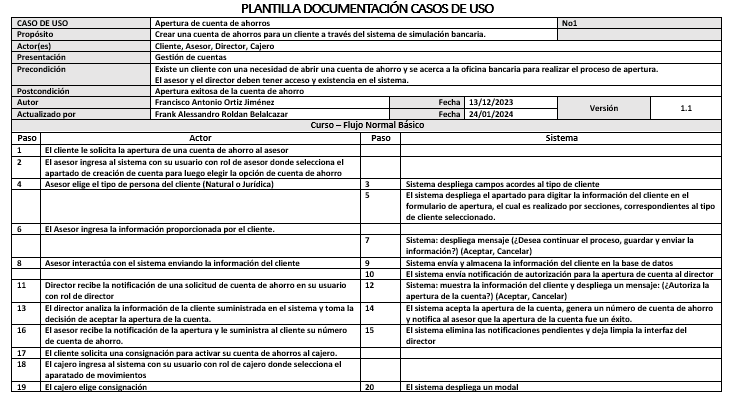 PLANTILLA DOCUMENTACIÓN CASOS DE USO
CASO DE USO Apertura de cuenta de ahorros No1
Propósito Crear una cuenta de ahorros para un cliente a través del sistema de simulación bancaria.
Actor(es) Cliente, Asesor, Director, Cajero
Presentación Gestión de cuentas
Precondición Existe un cliente con una necesidad de abrir una cuenta de ahorro y se acerca a la oficina bancaria para realizar el proceso de apertura.
El asesor y el director deben tener acceso y existencia en el sistema.
Postcondición Apertura exitosa de la cuenta de ahorro
Autor Francisco Antonio Ortiz Jiménez Fecha 13/12/2023 Versión 1.1
Actualizado por Frank Alessandro Roldan Belalcazar Fecha 24/01/2024
Curso – Flujo Normal Básico
Paso Actor Paso Sistema
1 El cliente le solicita la apertura de una cuenta de ahorro al asesor
2 El asesor ingresa al sistema con su usuario con rol de asesor donde selecciona el
apartado de creación de cuenta para luego elegir la opción de cuenta de ahorro
4 Asesor elige el tipo de persona del cliente (Natural o Jurídica) 3 Sistema despliega campos acordes al tipo de cliente
5 El sistema despliega el apartado para digitar la información del cliente en el
formulario de apertura, el cual es realizado por secciones, correspondientes al tipo
de cliente seleccionado.
6 El Asesor ingresa la información proporcionada por el cliente.
7 Sistema: despliega mensaje (¿Desea continuar el proceso, guardar y enviar la
información?) (Aceptar, Cancelar)
8 Asesor interactúa con el sistema enviando la información del cliente 9 Sistema envía y almacena la información del cliente en la base de datos
10 El sistema envía notificación de autorización para la apertura de cuenta al director
11 Director recibe la notificación de una solicitud de cuenta de ahorro en su usuario
con rol de director
12 Sistema: muestra la información del cliente y despliega un mensaje: (¿Autoriza la
apertura de la cuenta?) (Aceptar, Cancelar)
13 El director analiza la información de la cliente suministrada en el sistema y toma la
decisión de aceptar la apertura de la cuenta.
14 El sistema acepta la apertura de la cuenta, genera un número de cuenta de ahorro
y notifica al asesor que la apertura de la cuenta fue un éxito.
16 El asesor recibe la notificación de la apertura y le suministra al cliente su número
de cuenta de ahorro.
15 El sistema elimina las notificaciones pendientes y deja limpia la interfaz del
director
17 El cliente solicita una consignación para activar su cuenta de ahorros al cajero.
18 El cajero ingresa al sistema con su usuario con rol de cajero donde selecciona el
aparatado de movimientos
19 El cajero elige consignación 20 El sistema despliega un modal